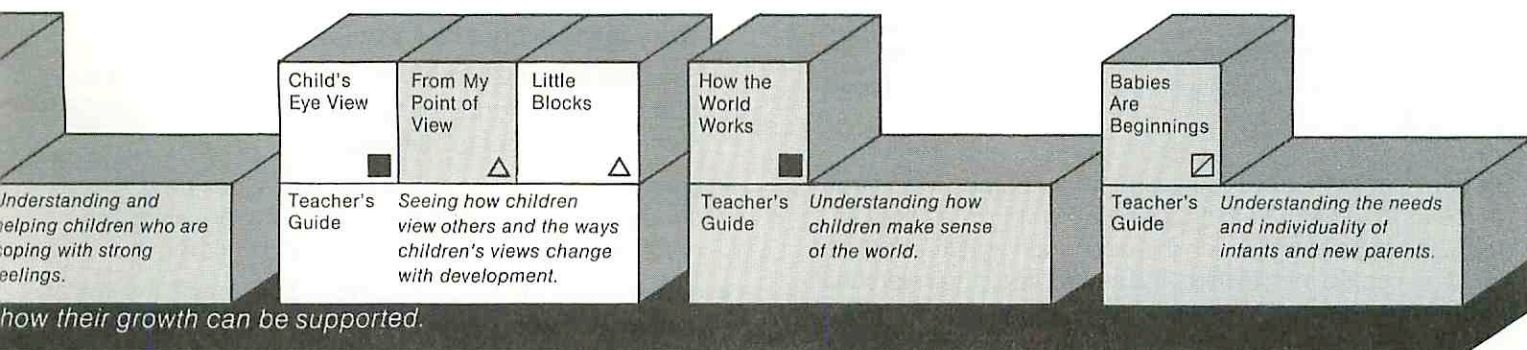 Understanding and
helping children who are
coping with strong
feelings.
Child's
Eye View
From My
Point of
View
Little
Blocks
Teacher's
Guide
Seeing how children
view others and the ways
children's views change
with development.
How the
World
Works
Teacher's
Guide
Understanding how
children make sense
of the world.
Babies
Are
Beginnings
Teacher's
Guide
Understanding the needs
and individuality of
infants and new parents.
how their growth can be supported.